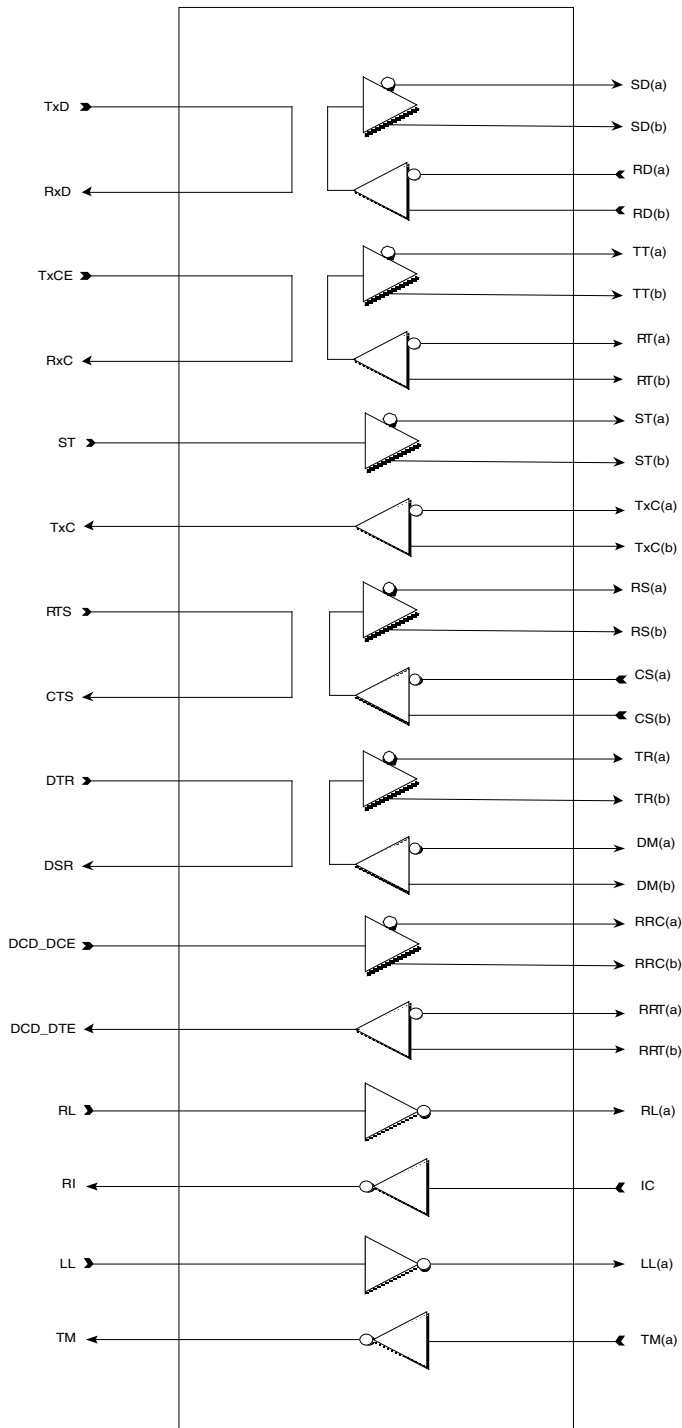 TxD
SD(a)
SD(b)
RxD
RD(a)
RD(b)
TxCE
TT(a)
TT(b)
RxC
RT(a)
RT(b)
ST
ST(a)
ST(b)
TxC
TxC(a)
TxC(b)
RTS
RS(a)
RS(b)
CTS
CS(a)
CS(b)
DTR
TR(a)
TR(b)
DSR
DM(a)
DM(b)
DCD_DCE
RRC(a)
RRC(b)
DCD_DTE
RRT(a)
RRT(b)
RL
RL(a)
RI
IC
LL
LL(a)
TM
TM(a)